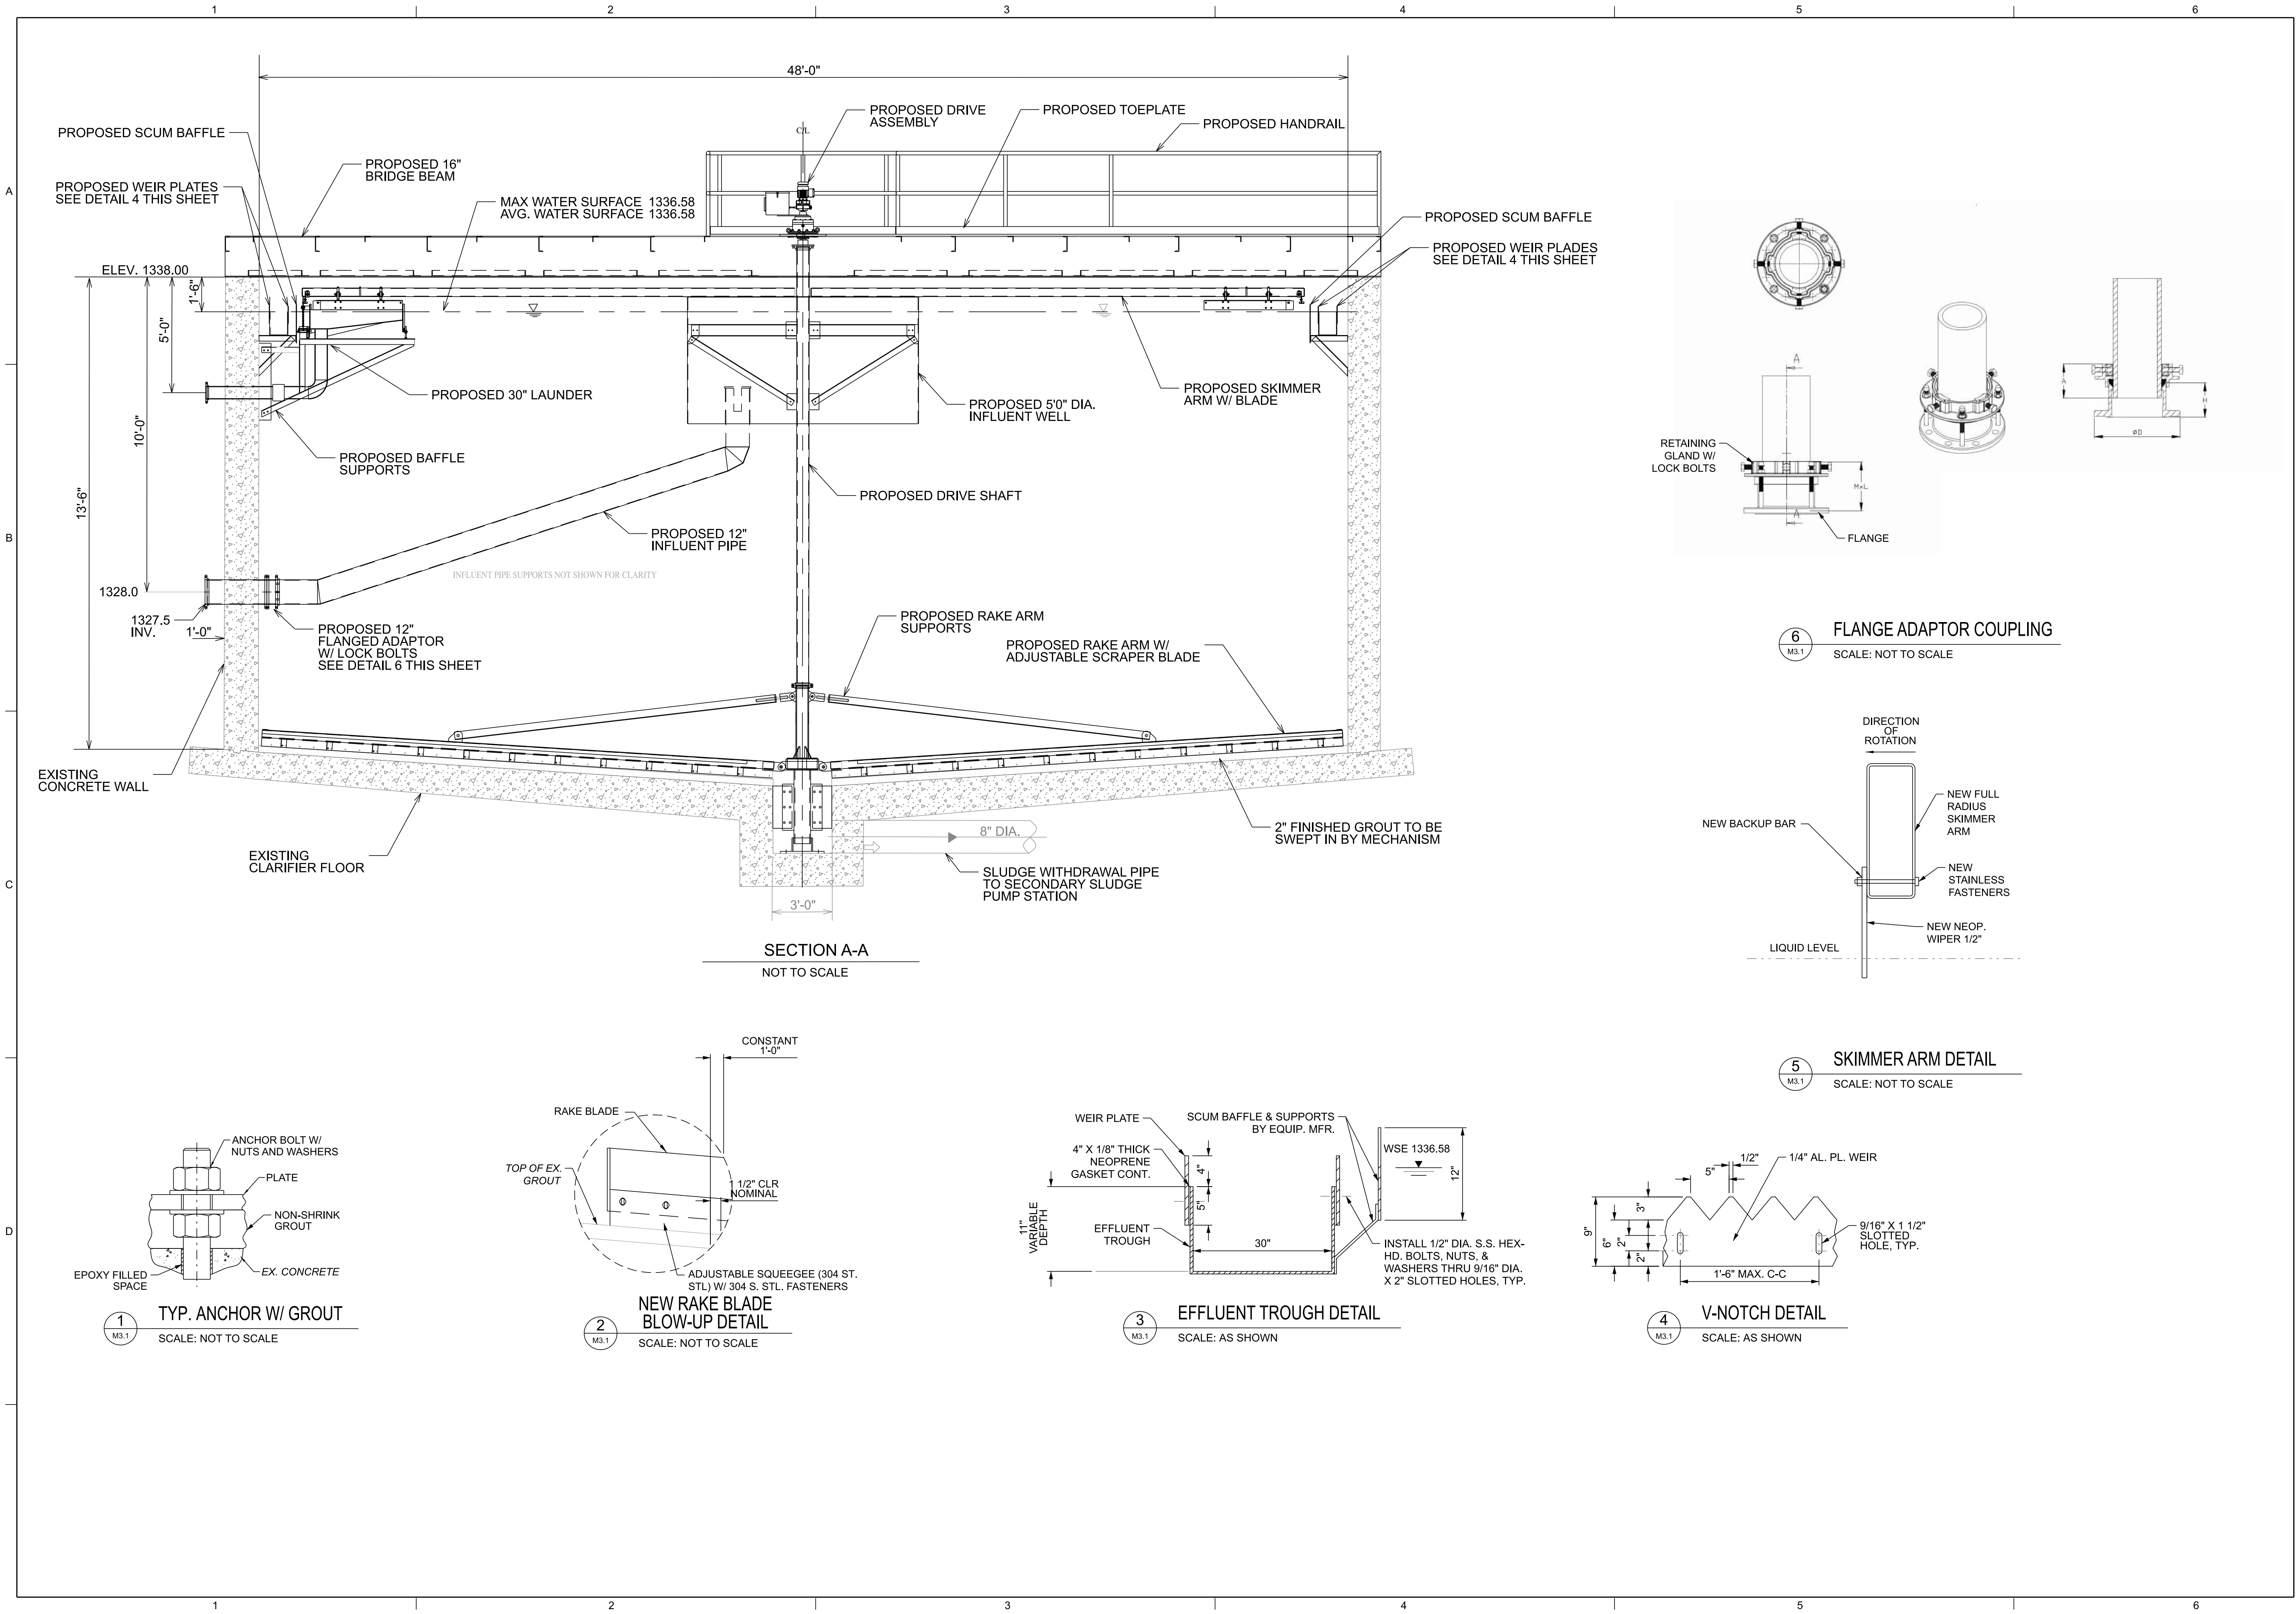 1 2 3 4 5 6
A
B
C
D
48'-0"
PROPOSED SCUM BAFFLE
PROPOSED WEIR PLATES
SEE DETAIL 4 THIS SHEET
PROPOSED 16"
BRIDGE BEAM
MAX WATER SURFACE 1336.58
AVG. WATER SURFACE 1336.58
C/L
PROPOSED DRIVE
ASSEMBLY
PROPOSED TOEPLATE
PROPOSED HANDRAIL
PROPOSED SCUM BAFFLE
PROPOSED WEIR PLADES
SEE DETAIL 4 THIS SHEET
ELEV. 1338.00
1'-6"
5'-0"
10'-0"
13'-6"
PROPOSED 30" LAUNDER
PROPOSED BAFFLE
SUPPORTS
PROPOSED 5'0" DIA.
INFLUENT WELL
PROPOSED SKIMMER
ARM W/ BLADE
PROPOSED DRIVE SHAFT
PROPOSED 12"
INFLUENT PIPE
INFLUENT PIPE SUPPORTS NOT SHOWN FOR CLARITY
1328.0
1327.5
INV.
1'-0"
PROPOSED 12"
FLANGED ADAPTOR
W/ LOCK BOLTS
SEE DETAIL 6 THIS SHEET
PROPOSED RAKE ARM
SUPPORTS
PROPOSED RAKE ARM W/
ADJUSTABLE SCRAPER BLADE
EXISTING
CONCRETE WALL
EXISTING
CLARIFIER FLOOR
8" DIA.
2" FINISHED GROUT TO BE
SWEPT IN BY MECHANISM
SLUDGE WITHDRAWAL PIPE
TO SECONDARY SLUDGE
PUMP STATION
3'-0"
SECTION A-A
NOT TO SCALE
A
A
RETAINING
GLAND W/
LOCK BOLTS
MxL
FLANGE
A
H
ØD
6
M3.1
FLANGE ADAPTOR COUPLING
SCALE: NOT TO SCALE
DIRECTION
OF
ROTATION
NEW BACKUP BAR
NEW FULL
RADIUS
SKIMMER
ARM
NEW
STAINLESS
FASTENERS
NEW NEOP.
WIPER 1/2"
LIQUID LEVEL
5
M3.1
SKIMMER ARM DETAIL
SCALE: NOT TO SCALE
ANCHOR BOLT W/
NUTS AND WASHERS
PLATE
NON-SHRINK
GROUT
EPOXY FILLED
SPACE
EX. CONCRETE
1
M3.1
TYP. ANCHOR W/ GROUT
SCALE: NOT TO SCALE
CONSTANT
1'-0"
RAKE BLADE
TOP OF EX.
GROUT
1 1/2" CLR
NOMINAL
ADJUSTABLE SQUEEGEE (304 ST.
STL) W/ 304 S. STL. FASTENERS
2
M3.1
NEW RAKE BLADE
BLOW-UP DETAIL
SCALE: NOT TO SCALE
WEIR PLATE
4" X 1/8" THICK
NEOPRENE
GASKET CONT.
SCUM BAFFLE & SUPPORTS
BY EQUIP. MFR.
WSE 1336.58
12"
4"
5"
11"
VARIABLE
DEPTH
EFFLUENT
TROUGH
30"
INSTALL 1/2" DIA. S.S. HEX-
HD. BOLTS, NUTS, &
WASHERS THRU 9/16" DIA.
X 2" SLOTTED HOLES, TYP.
3
M3.1
EFFLUENT TROUGH DETAIL
SCALE: AS SHOWN
5"
1/2"
1/4" AL. PL. WEIR
9"
6"
3"
2"
2"
9/16" X 1 1/2"
SLOTTED
HOLE, TYP.
1'-6" MAX. C-C
4
M3.1
V-NOTCH DETAIL
SCALE: AS SHOWN
A
B
C
D
1 2 3 4 5 6